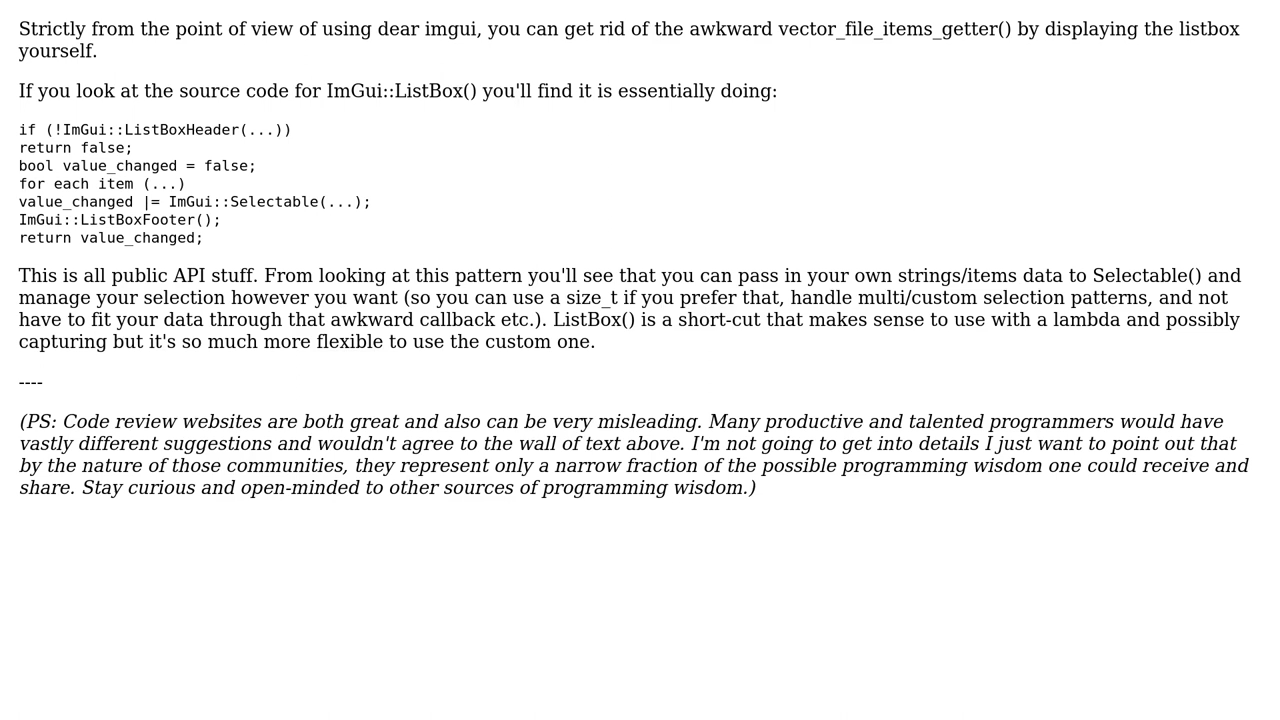 Strictly from the point of view of using dear imgui, you can get rid of the awkward vector_file_items_getter() by displaying the listbox
yourself.
If you look at the source code for ImGui::ListBox() you'll find it is essentially doing:
if (!ImGui::ListBoxHeader(...))
return false;
bool value_changed = false;
for each item (...)
value_changed |= ImGui::Selectable(...);
ImGui::ListBoxFooter();
return value_changed;
This is all public API stuff. From looking at this pattern you'll see that you can pass in your own strings/items data to Selectable() and
manage your selection however you want (so you can use a size_t if you prefer that, handle multi/custom selection patterns, and not
have to fit your data through that awkward callback etc.). ListBox() is a short-cut that makes sense to use with a lambda and possibly
capturing but it's so much more flexible to use the custom one.
----
(PS: Code review websites are both great and also can be very misleading. Many productive and talented programmers would have
vastly different suggestions and wouldn't agree to the wall of text above. I'm not going to get into details I just want to point out that
by the nature of those communities, they represent only a narrow fraction of the possible programming wisdom one could receive and
share. Stay curious and open-minded to other sources of programming wisdom.)